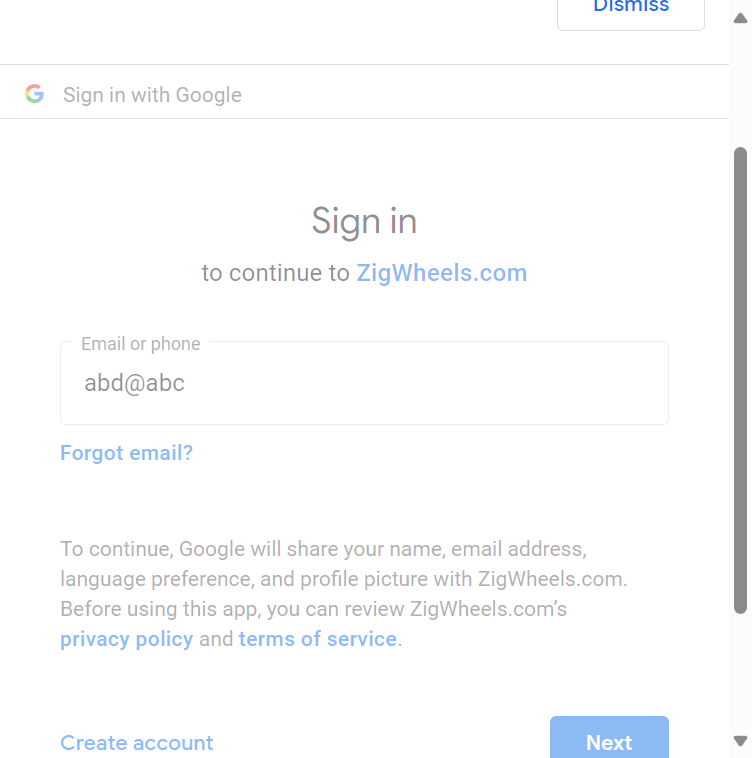 Dismiss
Sign in with Google
Sign in
to continue to ZigWheels.com
Email or phone
abd@abc
Forgot email?
To continue, Google will share your name, email address,
language preference, and profile picture with ZigWheels.com.
Before using this app, you can review ZigWheels.com’s
privacy policy and terms of service.
Create account
Next